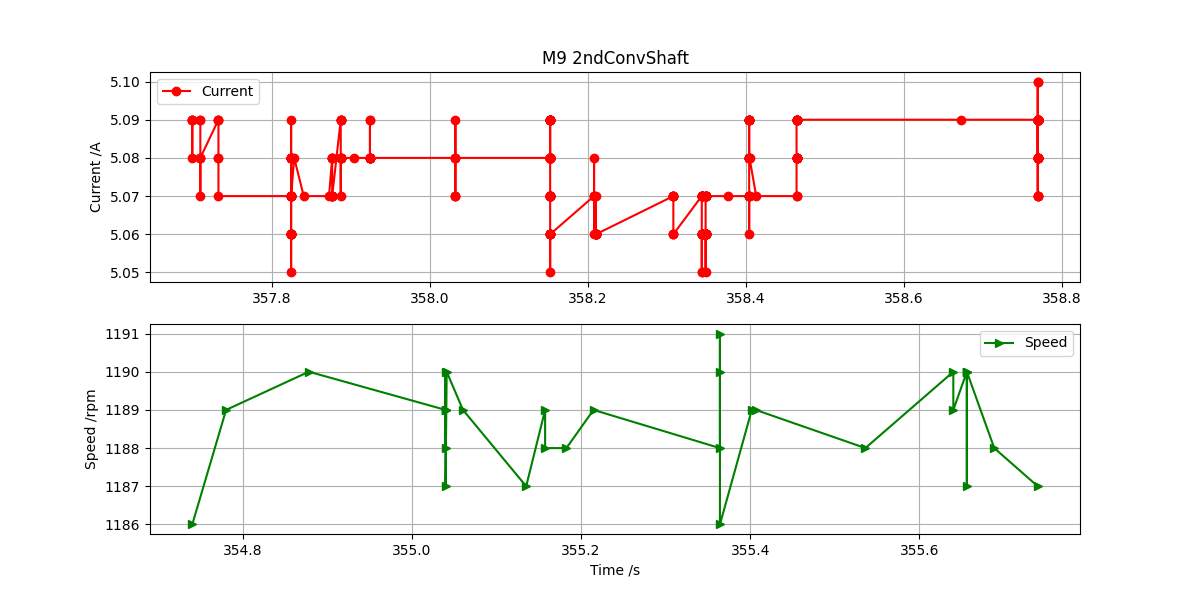 M9 2ndConvShaft
5.10
5.09
5.08
5.07
5.06
5.05
Current /A
Current
357.8 358.0 358.2 358.4 358.6 358.8
1191
1190
1189
1188
1187
1186
Speed /rpm
Speed
354.8 355.0 355.2 355.4 355.6
Time /s